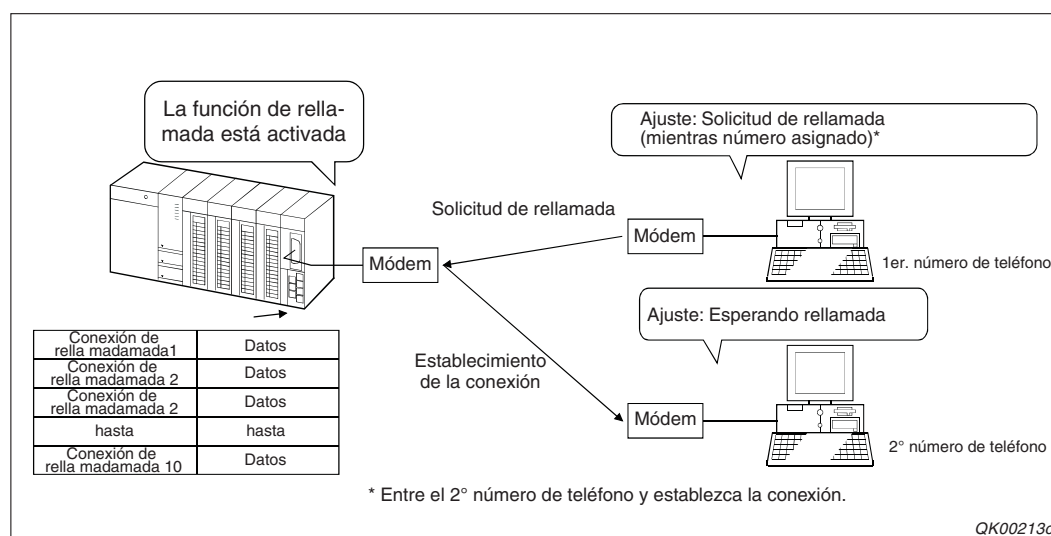 La función de rella-
mada está activada
Ajuste: Solicitud de rellamada
(mientras número asignado)*
Solicitud de rellamada
Módem
Módem
1er. número de teléfono
Ajuste: Esperando rellamada
Conexión de
rella madamada1
Datos
Conexión de
rella madamada 2
Datos
Conexión de
rella madamada 2
Datos
hasta
hasta
Conexión de
rella madamada 10
Datos
Establecimiento
de la conexión
Módem
2° número de teléfono
* Entre el 2° número de teléfono y establezca la conexión.